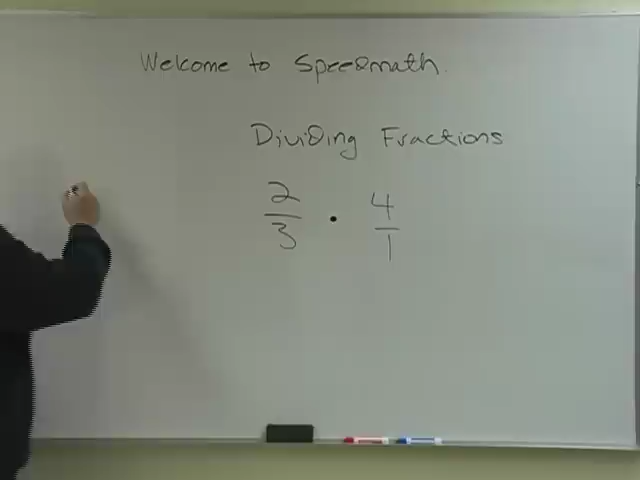 Welcome to Speedmath.
Dividing Fractions
2/3 · 4/1